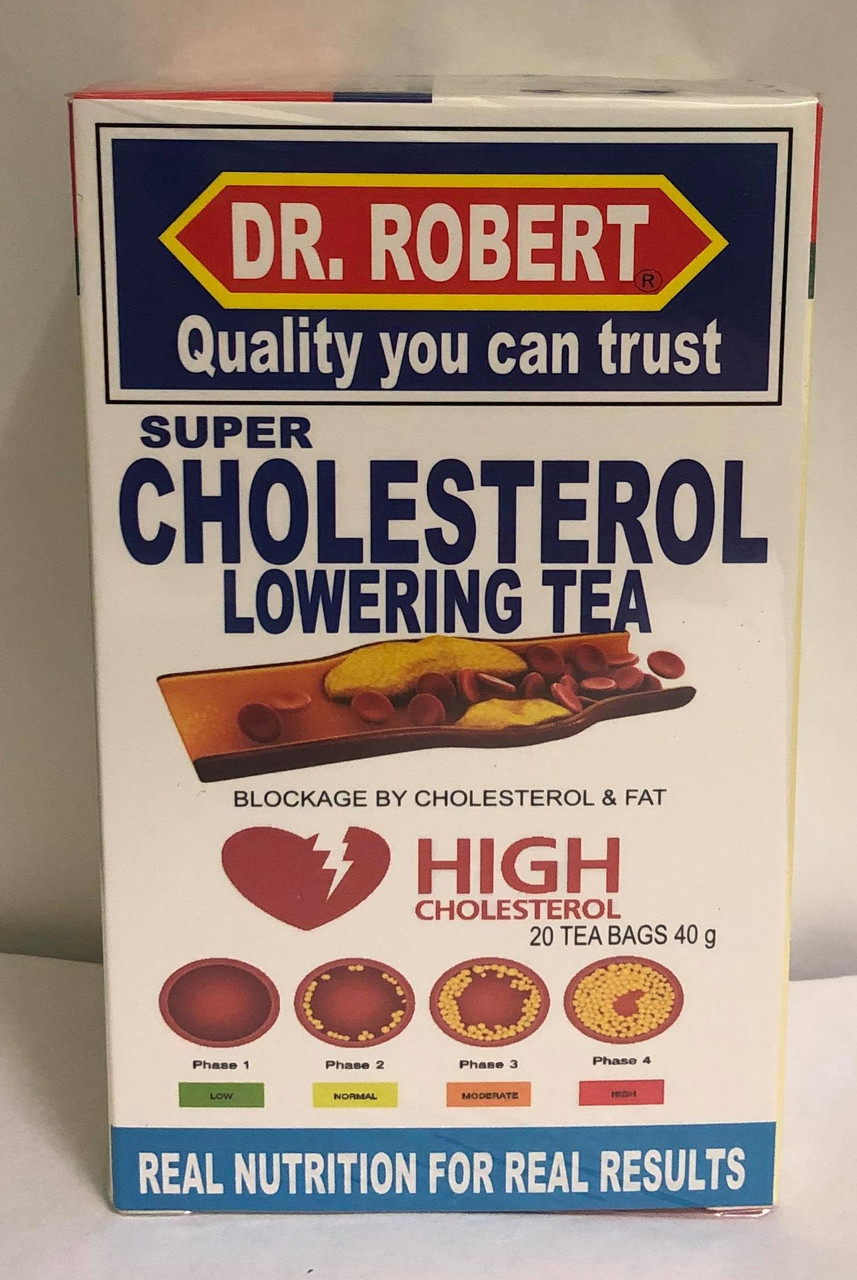 DR. ROBERT®
Quality you can trust
SUPER
CHOLESTEROL
LOWERING TEA
BLOCKAGE BY CHOLESTEROL & FAT
HIGH
CHOLESTEROL
20 TEA BAGS 40 g
Phase 1 Phase 2 Phase 3 Phase 4
LOW NORMAL MODERATE HIGH
REAL NUTRITION FOR REAL RESULTS